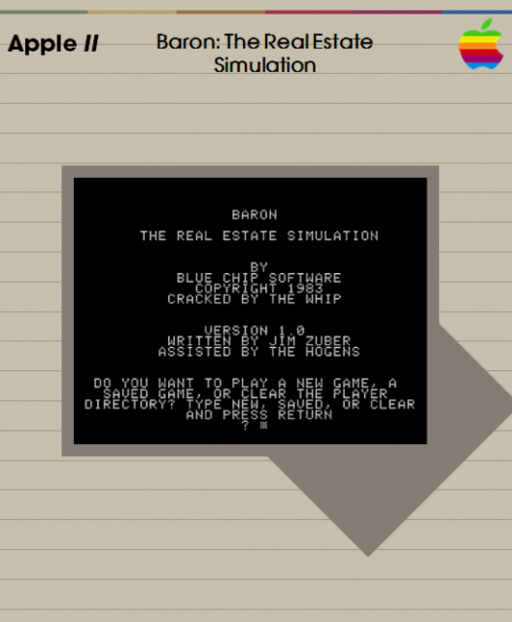 Apple II
Baron: The Real Estate
Simulation
BARON
THE REAL ESTATE SIMULATION
BY
BLUE CHIP SOFTWARE
COPYRIGHT 1983
CRACKED BY THE WHIP
VERSION 1.0
WRITTEN BY JIM ZUBER
ASSISTED BY THE HOGENS
DO YOU WANT TO PLAY A NEW GAME, A
SAVED GAME, OR CLEAR THE PLAYER
DIRECTORY? TYPE NEW, SAVED, OR CLEAR
AND PRESS RETURN
?